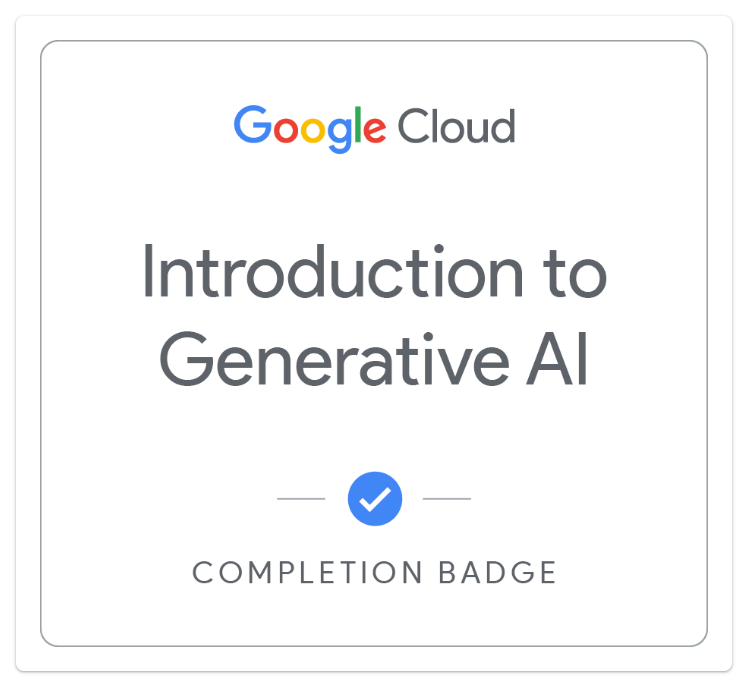 Google Cloud
Introduction to
Generative AI
COMPLETION BADGE